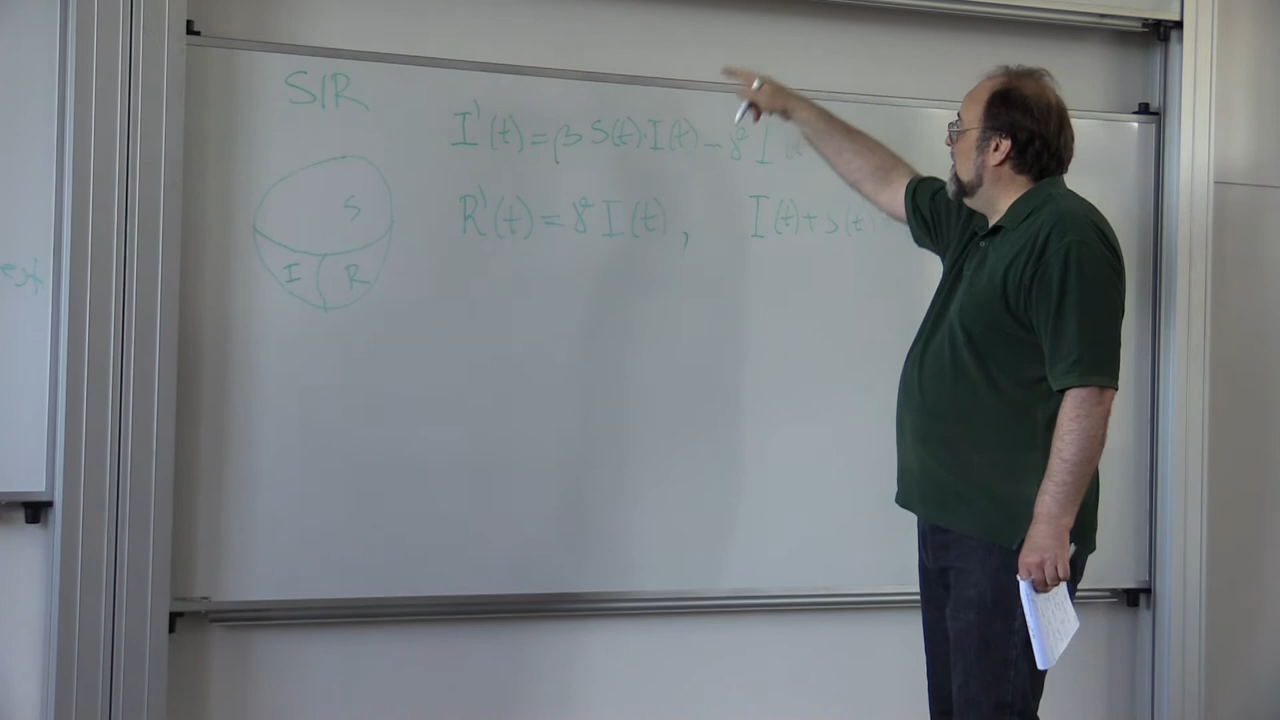 SIR
I'(t) = β S(t)·I(t) – γ I
R'(t) = γ I(t), I(t) + S(t)
S
I R